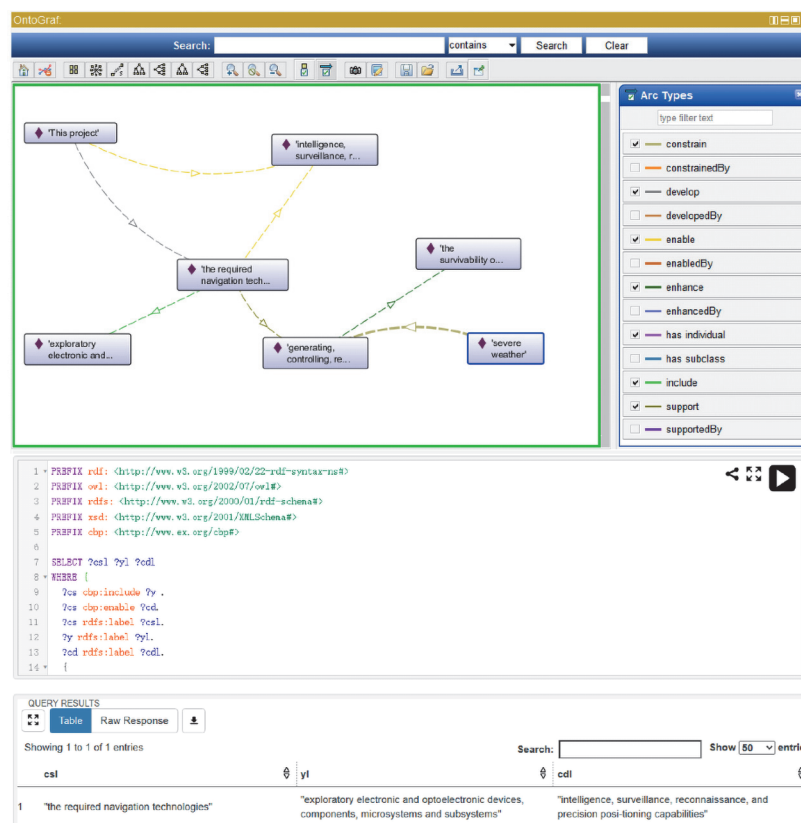 OntoGraf:
Search:
contains
Search
Clear
'This project'
'intelligence,
surveillance, r...
'the
survivability o...
'the required
navigation tech...
'exploratory
electronic and...
'generating,
controlling, re...
'severe
weather'
Arc Types
type filter text
constrain
constrainedBy
develop
developedBy
enable
enabledBy
enhance
enhancedBy
has individual
has subclass
include
support
supportedBy
1 PREFIX rdf: <http://www.w3.org/1999/02/22-rdf-syntax-ns#>
2 PREFIX owl: <http://www.w3.org/2002/07/owl#>
3 PREFIX rdfs: <http://www.w3.org/2000/01/rdf-schema#>
4 PREFIX xsd: <http://www.w3.org/2001/XMLSchema#>
5 PREFIX cbp: <http://www.ex.org/cbp#>
6
7 SELECT ?csl ?yl ?cdl
8 WHERE {
9 ?cs cbp:include ?y .
10 ?cs cbp:enable ?cd.
11 ?cs rdfs:label ?csl.
12 ?y rdfs:label ?yl.
13 ?cd rdfs:label ?cdl.
14 {
QUERY RESULTS
Table
Raw Response
Showing 1 to 1 of 1 entries
Search:
Show 50 entrie
csl
yl
cdl
1 "the required navigation technologies"
"exploratory electronic and optoelectronic devices,
components, microsystems and subsystems"
"intelligence, surveillance, reconnaissance, and
precision posi-tioning capabilities"